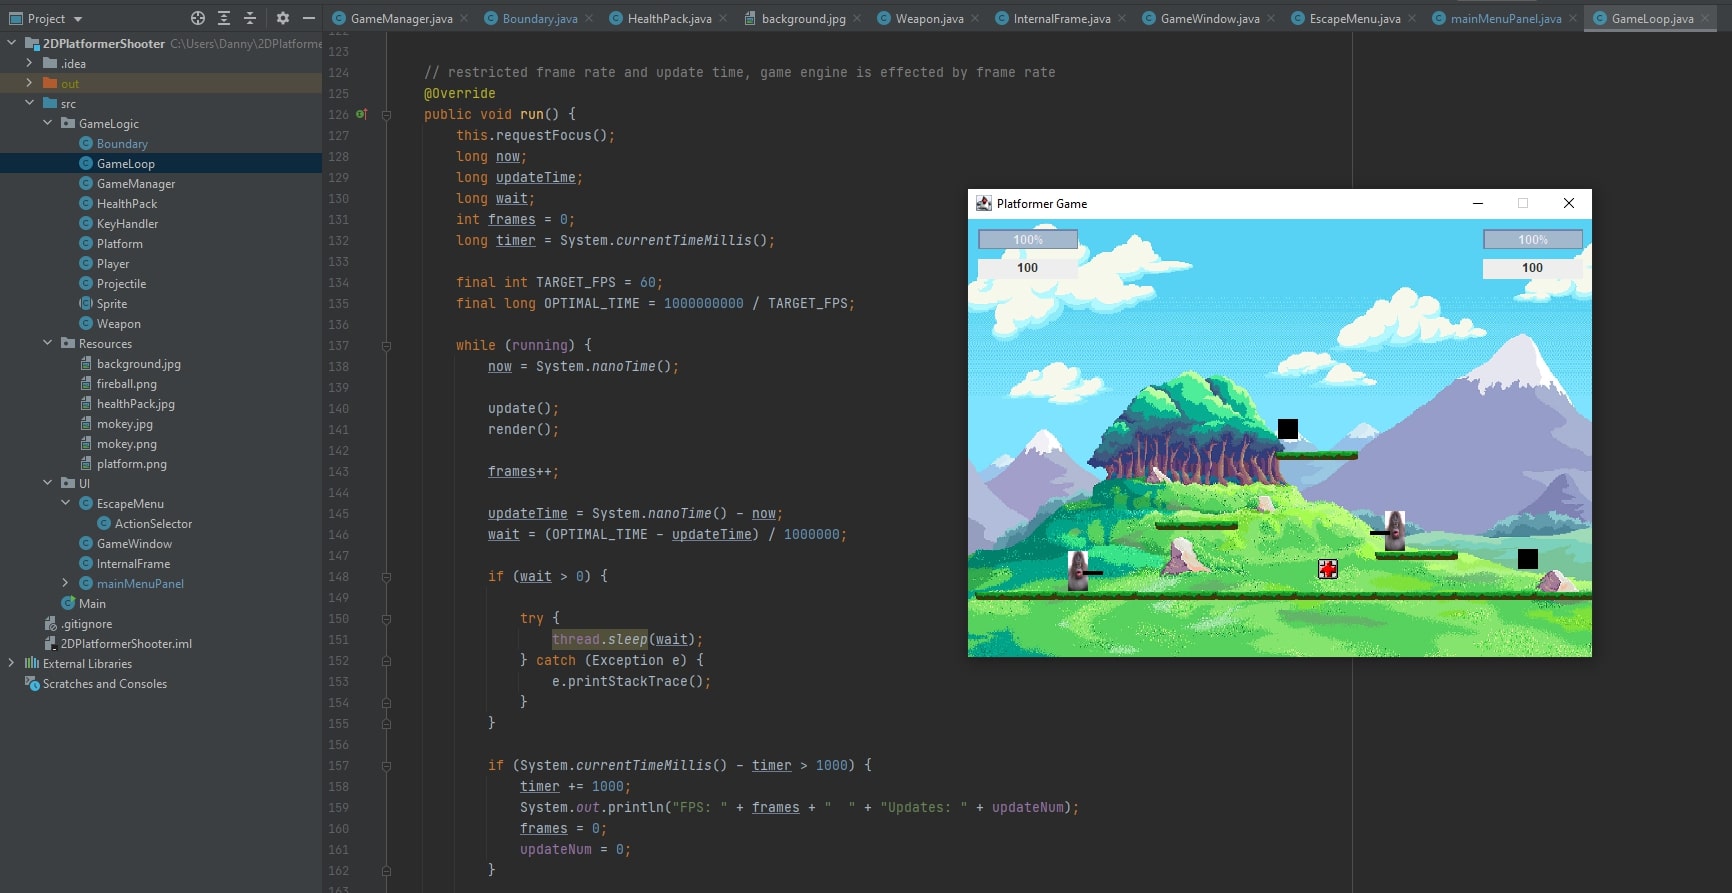 Project
GameManager.java
Boundary.java
HealthPack.java
background.jpg
Weapon.java
InternalFrame.java
GameWindow.java
EscapeMenu.java
mainMenuPanel.java
GameLoop.java
2DPlatformerShooter C:\Users\Danny\2DPlatforme
.idea
out
src
GameLogic
Boundary
GameLoop
GameManager
HealthPack
KeyHandler
Platform
Player
Projectile
Sprite
Weapon
Resources
background.jpg
fireball.png
healthPack.jpg
mokey.jpg
mokey.png
platform.png
UI
EscapeMenu
ActionSelector
GameWindow
InternalFrame
mainMenuPanel
Main
.gitignore
2DPlatformerShooter.iml
External Libraries
Scratches and Consoles
122
123
124 // restricted frame rate and update time, game engine is effected by frame rate
125 @Override
126 public void run() {
127 this.requestFocus();
128 long now;
129 long updateTime;
130 long wait;
131 int frames = 0;
132 long timer = System.currentTimeMillis();
133
134 final int TARGET_FPS = 60;
135 final long OPTIMAL_TIME = 1000000000 / TARGET_FPS;
136
137 while (running) {
138 now = System.nanoTime();
139
140 update();
141 render();
142
143 frames++;
144
145 updateTime = System.nanoTime() - now;
146 wait = (OPTIMAL_TIME - updateTime) / 1000000;
147
148 if (wait > 0) {
149
150 try {
151 thread.sleep(wait);
152 } catch (Exception e) {
153 e.printStackTrace();
154 }
155 }
156
157 if (System.currentTimeMillis() - timer > 1000) {
158 timer += 1000;
159 System.out.println("FPS: " + frames + "  " + "Updates: " + updateNum);
160 frames = 0;
161 updateNum = 0;
162 }
163
Platformer Game
100%
100%
100
100